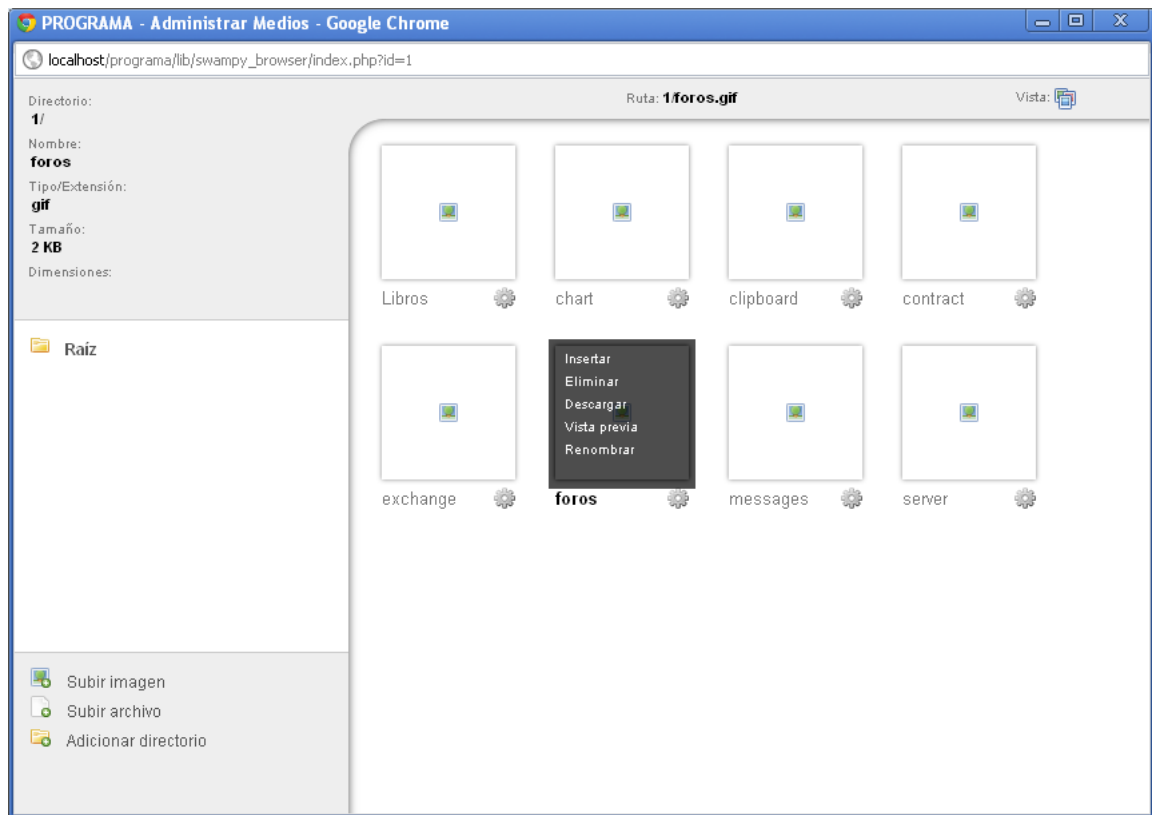 PROGRAMA - Administrar Medios - Google Chrome
localhost/programa/lib/swampy_browser/index.php?id=1
Directorio:
1/
Nombre:
foros
Tipo/Extensión:
gif
Tamaño:
2 KB
Dimensiones:
Ruta: 1/foros.gif
Vista:
Raíz
Subir imagen
Subir archivo
Adicionar directorio
Libros
chart
clipboard
contract
Insertar
Eliminar
Descargar
Vista previa
Renombrar
exchange
foros
messages
server